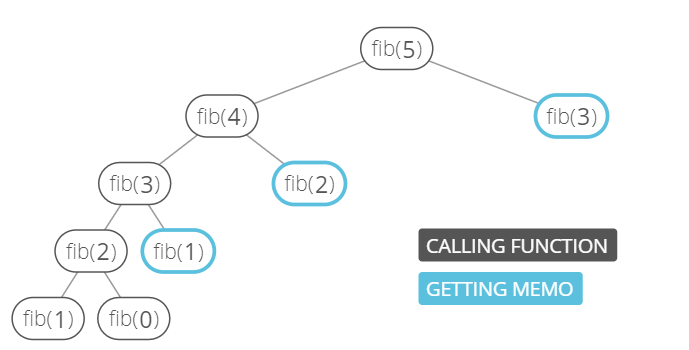 fib(5)
fib(4)
fib(3)
fib(3)
fib(2)
fib(2)
fib(1)
CALLING FUNCTION
GETTING MEMO
fib(1)
fib(0)